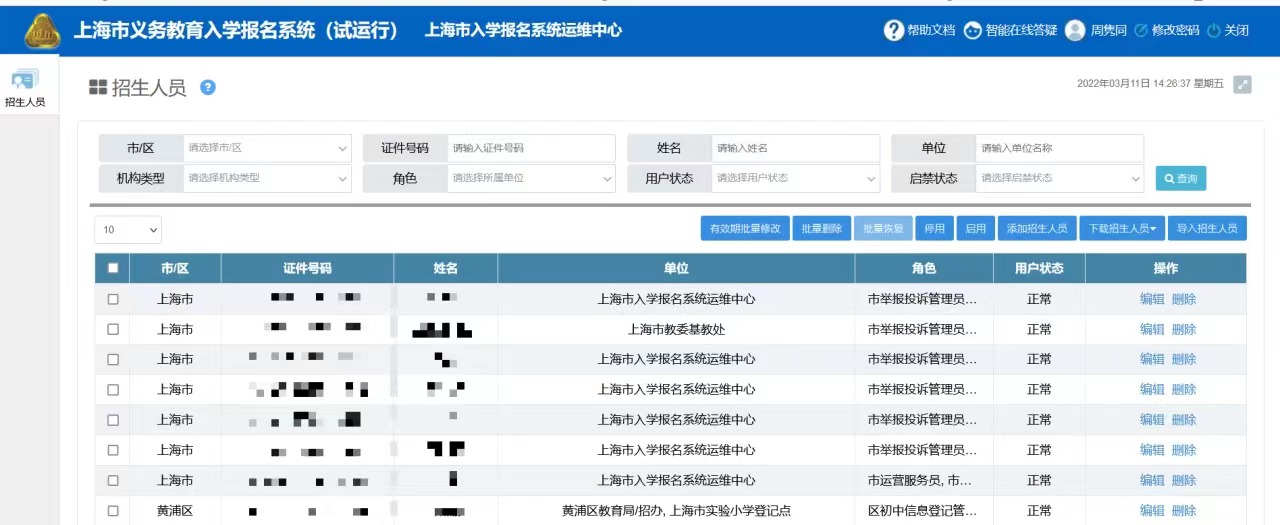 上海市义务教育入学报名系统（试运行） 上海市入学报名系统运维中心 帮助文档 智能在线答疑 周隽同 修改密码 关闭
招生人员
招生人员 2022年03月11日 14:26:37 星期五
市/区 请选择市/区 证件号码 请输入证件号码 姓名 请输入姓名 单位 请输入单位名称
机构类型 请选择机构类型 角色 请选择所属单位 用户状态 请选择用户状态 启禁状态 请选择启禁状态 查询
10 有效期批量修改 批量删除 批量恢复 停用 启用 添加招生人员 下载招生人员 导入招生人员
市/区 证件号码 姓名 单位 角色 用户状态 操作
上海市 上海市入学报名系统运维中心 市举报投诉管理员... 正常 编辑 删除
上海市 上海市教委基教处 市举报投诉管理员... 正常 编辑 删除
上海市 上海市入学报名系统运维中心 市举报投诉管理员... 正常 编辑 删除
上海市 上海市入学报名系统运维中心 市举报投诉管理员... 正常 编辑 删除
上海市 上海市入学报名系统运维中心 市举报投诉管理员... 正常 编辑 删除
上海市 上海市入学报名系统运维中心 市举报投诉管理员... 正常 编辑 删除
上海市 上海市入学报名系统运维中心 市运营服务员, 市... 正常 编辑 删除
黄浦区 黄浦区教育局/招办, 上海市实验小学登记点 区初中信息登记管... 正常 编辑 删除